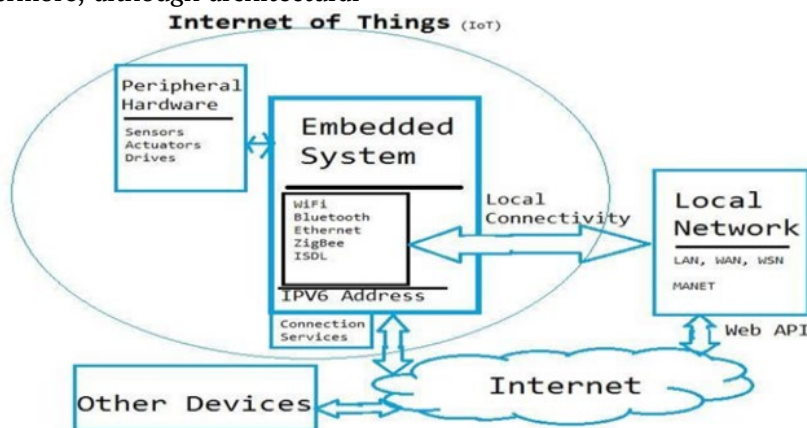 Internet of Things (IoT)
Peripheral
Hardware
Sensors
Actuators
Drives
Embedded
System
WiFi
Bluetooth
Ethernet
ZigBee
ISDL
IPV6 Address
Connection
Services
Local
Connectivity
Local
Network
LAN, WAN, WSN
MANET
Web API
Internet
Other Devices